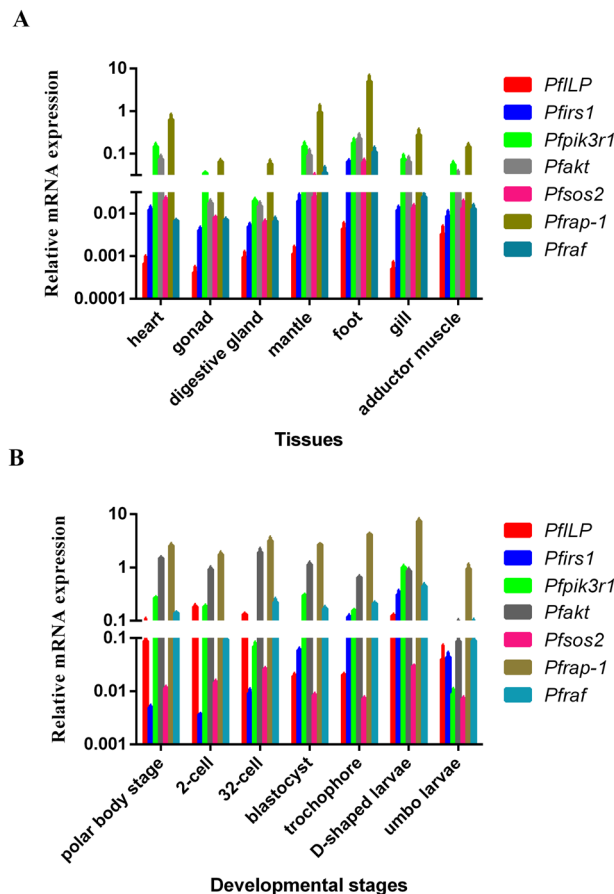 A
Relative mRNA expression
10
1
0.1
0.01
0.001
0.0001
heart
gonad
digestive gland
mantle
foot
gill
adductor muscle
Tissues
PfILP
Pfirs1
Pfpik3r1
Pfakt
Pfsos2
Pfrap-1
Pfraf
B
Relative mRNA expression
10
1
0.1
0.1
0.01
0.001
polar body stage
2-cell
32-cell
blastocyst
trochophore
D-shaped larvae
umbo larvae
Developmental stages
PfILP
Pfirs1
Pfpik3r1
Pfakt
Pfsos2
Pfrap-1
Pfraf